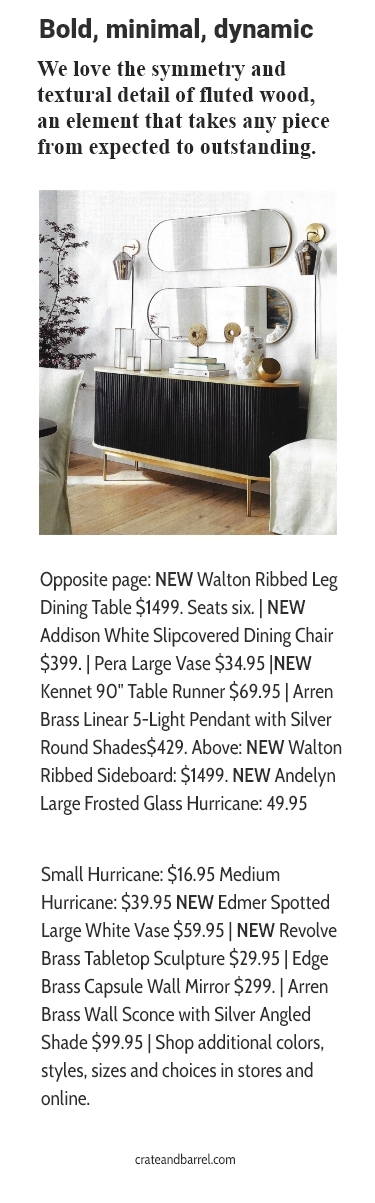 Bold, minimal, dynamic
We love the symmetry and
textural detail of fluted wood,
an element that takes any piece
from expected to outstanding.
Opposite page: NEW Walton Ribbed Leg
Dining Table $1499. Seats six. | NEW
Addison White Slipcovered Dining Chair
$399. | Pera Large Vase $34.95 |NEW
Kennet 90" Table Runner $69.95 | Arren
Brass Linear 5-Light Pendant with Silver
Round Shades$429. Above: NEW Walton
Ribbed Sideboard: $1499. NEW Andelyn
Large Frosted Glass Hurricane: 49.95
Small Hurricane: $16.95 Medium
Hurricane: $39.95 NEW Edmer Spotted
Large White Vase $59.95 | NEW Revolve
Brass Tabletop Sculpture $29.95 | Edge
Brass Capsule Wall Mirror $299. | Arren
Brass Wall Sconce with Silver Angled
Shade $99.95 | Shop additional colors,
styles, sizes and choices in stores and
online.
crateandbarrel.com